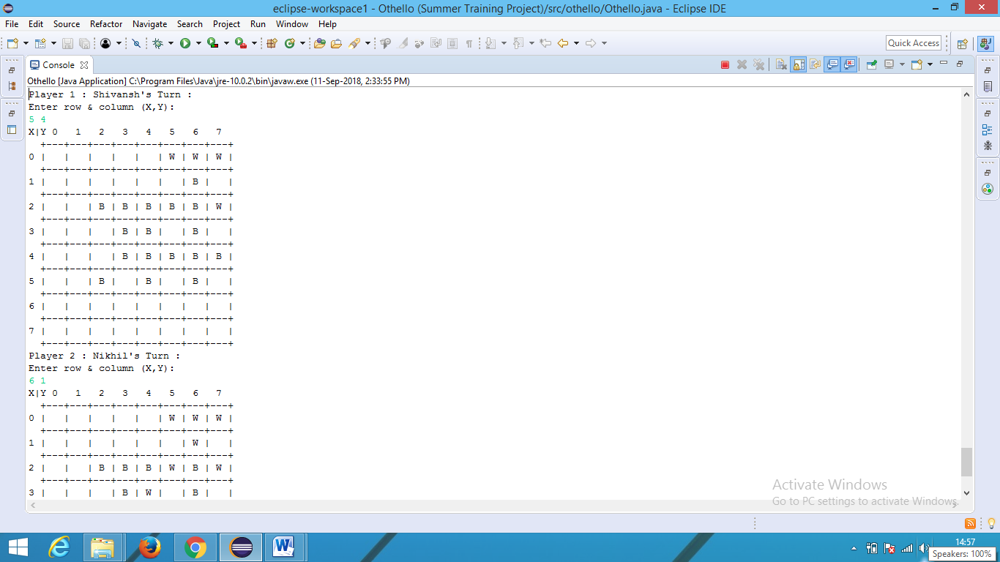 eclipse-workspace1 - Othello (Summer Training Project)/src/othello/Othello.java - Eclipse IDE
File Edit Source Refactor Navigate Search Project Run Window Help
Quick Access
Console
Othello [Java Application] C:\Program Files\Java\jre-10.0.2\bin\javaw.exe (11-Sep-2018, 2:33:55 PM)
Player 1 : Shivansh's Turn :
Enter row & column (X,Y):
5 4
X|Y 0   1   2   3   4   5   6   7
  +---+---+---+---+---+---+---+---+
0 |   |   |   |   |   | W | W | W |
  +---+---+---+---+---+---+---+---+
1 |   |   |   |   |   |   | B |   |
  +---+---+---+---+---+---+---+---+
2 |   |   | B | B | B | B | B | W |
  +---+---+---+---+---+---+---+---+
3 |   |   |   | B | B |   | B |   |
  +---+---+---+---+---+---+---+---+
4 |   |   |   | B | B | B | B | B |
  +---+---+---+---+---+---+---+---+
5 |   |   | B |   | B |   | B |   |
  +---+---+---+---+---+---+---+---+
6 |   |   |   |   |   |   |   |   |
  +---+---+---+---+---+---+---+---+
7 |   |   |   |   |   |   |   |   |
  +---+---+---+---+---+---+---+---+
Player 2 : Nikhil's Turn :
Enter row & column (X,Y):
6 1
X|Y 0   1   2   3   4   5   6   7
  +---+---+---+---+---+---+---+---+
0 |   |   |   |   |   | W | W | W |
  +---+---+---+---+---+---+---+---+
1 |   |   |   |   |   |   | W |   |
  +---+---+---+---+---+---+---+---+
2 |   |   | B | B | B | W | B | W |
  +---+---+---+---+---+---+---+---+
3 |   |   |   | B | W |   | B |   |
Activate Windows
Go to PC settings to activate Windows.
14:57
Speakers: 100%